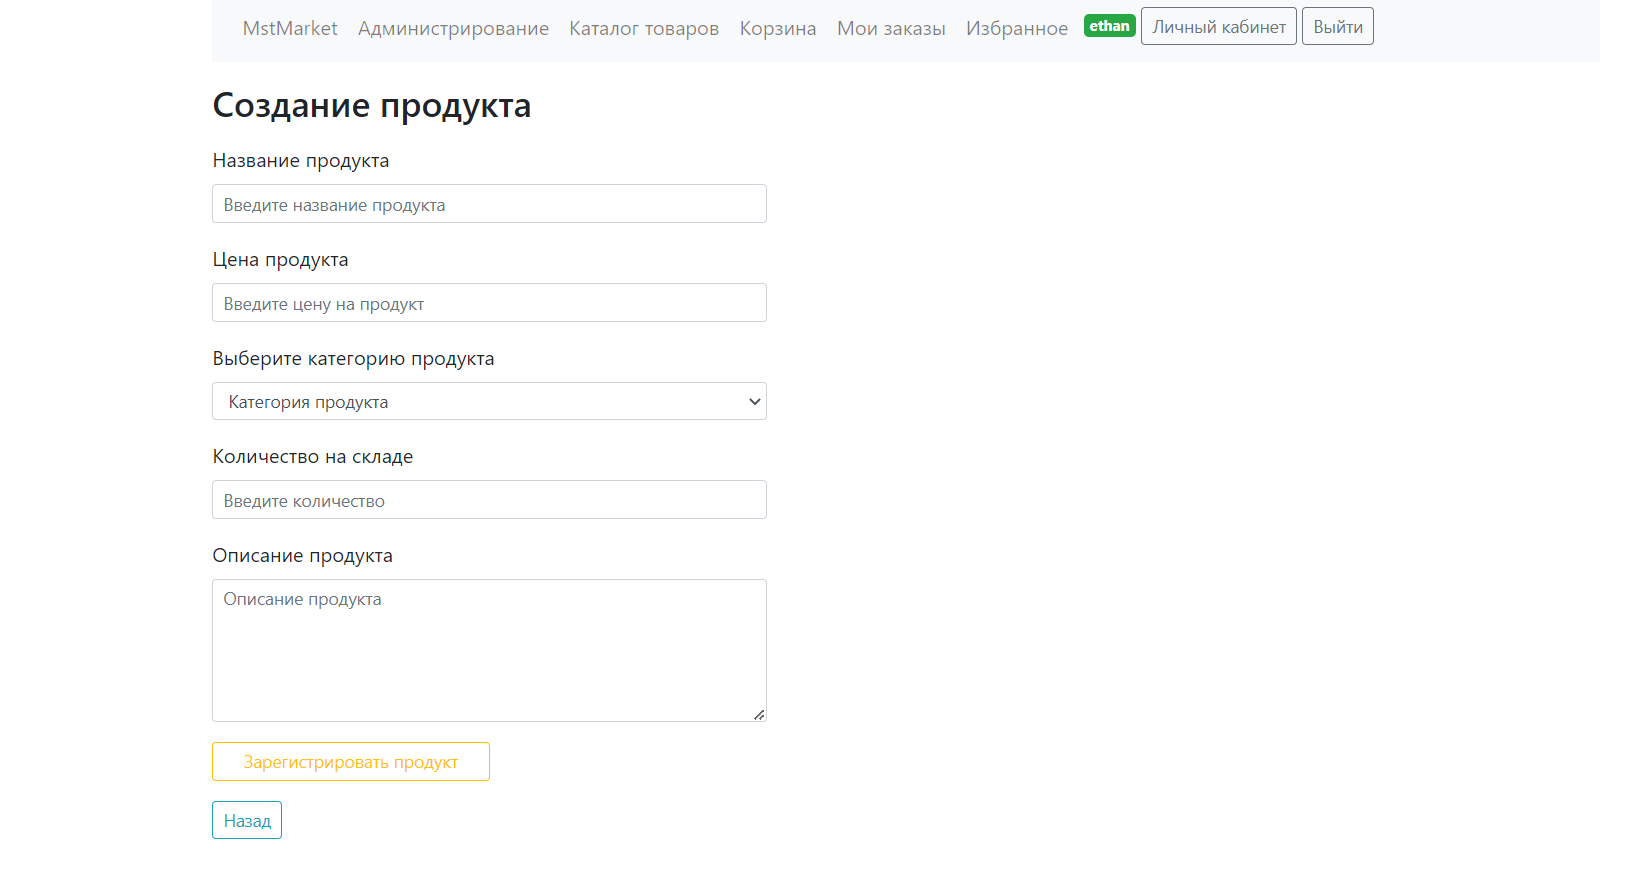 MstMarket Администрирование Каталог товаров Корзина Мои заказы Избранное ethan Личный кабинет Выйти
Создание продукта
Название продукта
Введите название продукта
Цена продукта
Введите цену на продукт
Выберите категорию продукта
Категория продукта
Количество на складе
Введите количество
Описание продукта
Описание продукта
Зарегистрировать продукт
Назад